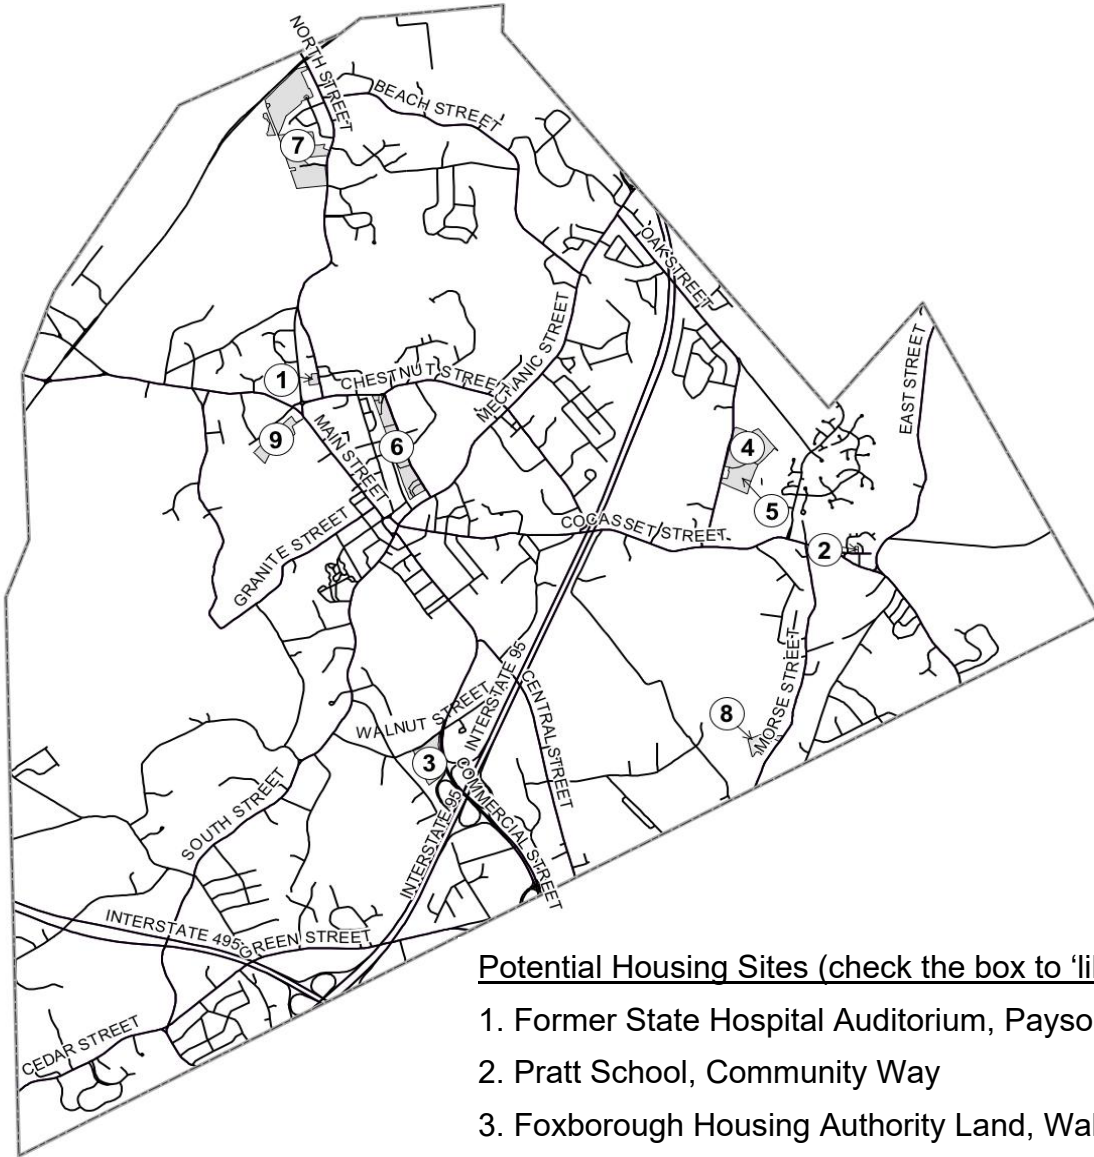 NORTH STREET
BEACH STREET
7
OAK STREET
EAST STREET
MECHANIC STREET
1
CHESTNUT STREET
9
MAIN STREET
6
4
5
COCASSET STREET
2
GRANITE STREET
INTERSTATE 95
CENTRAL STREET
WALNUT STREET
MORSE STREET
8
3
COMMERCIAL STREET
SOUTH STREET
INTERSTATE 95
INTERSTATE 495
GREEN STREET
CEDAR STREET
Potential Housing Sites (check the box to ‘li
1. Former State Hospital Auditorium, Payso
2. Pratt School, Community Way
3. Foxborough Housing Authority Land, Wal